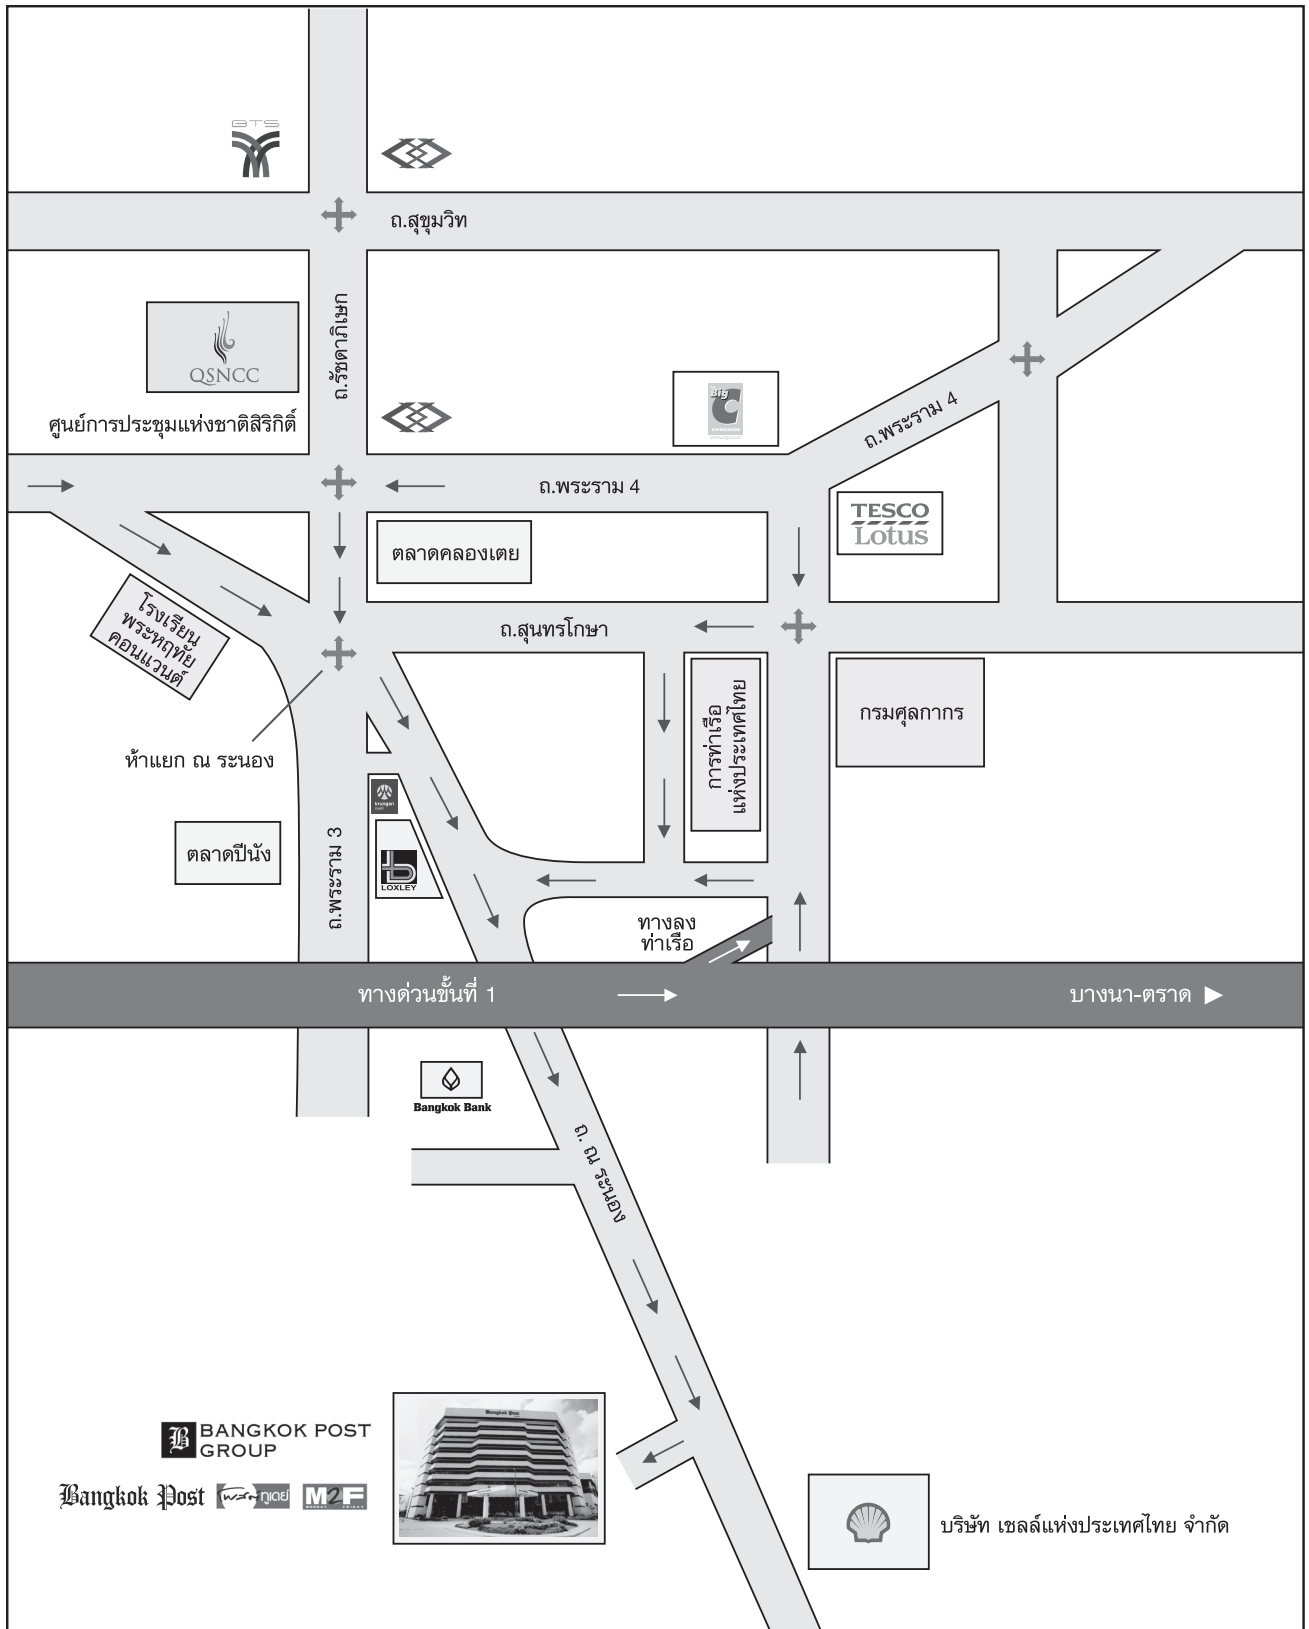 BTS
ถ.สุขุมวิท
ถ.รัชดาภิเษก
QSNCC
ศูนย์การประชุมแห่งชาติสิริกิติ์
Big
C
ถ.พระราม 4
ถ.พระราม 4
TESCO
Lotus
ตลาดคลองเตย
โรงเรียน
พระหฤทัย
คอนแวนต์
ถ.สุนทรโกษา
การท่าเรือ
แห่งประเทศไทย
กรมศุลกากร
ห้าแยก ณ ระนอง
krungsri
ตลาดปีนัง
ถ.พระราม 3
LOXLEY
ทางลง
ท่าเรือ
ทางด่วนขั้นที่ 1
บางนา-ตราด
Bangkok Bank
ถ. ณ ระนอง
Bangkok Post
BANGKOK POST
GROUP
Bangkok Post โพสต์ทูเดย์ M2F
บริษัท เชลล์แห่งประเทศไทย จำกัด